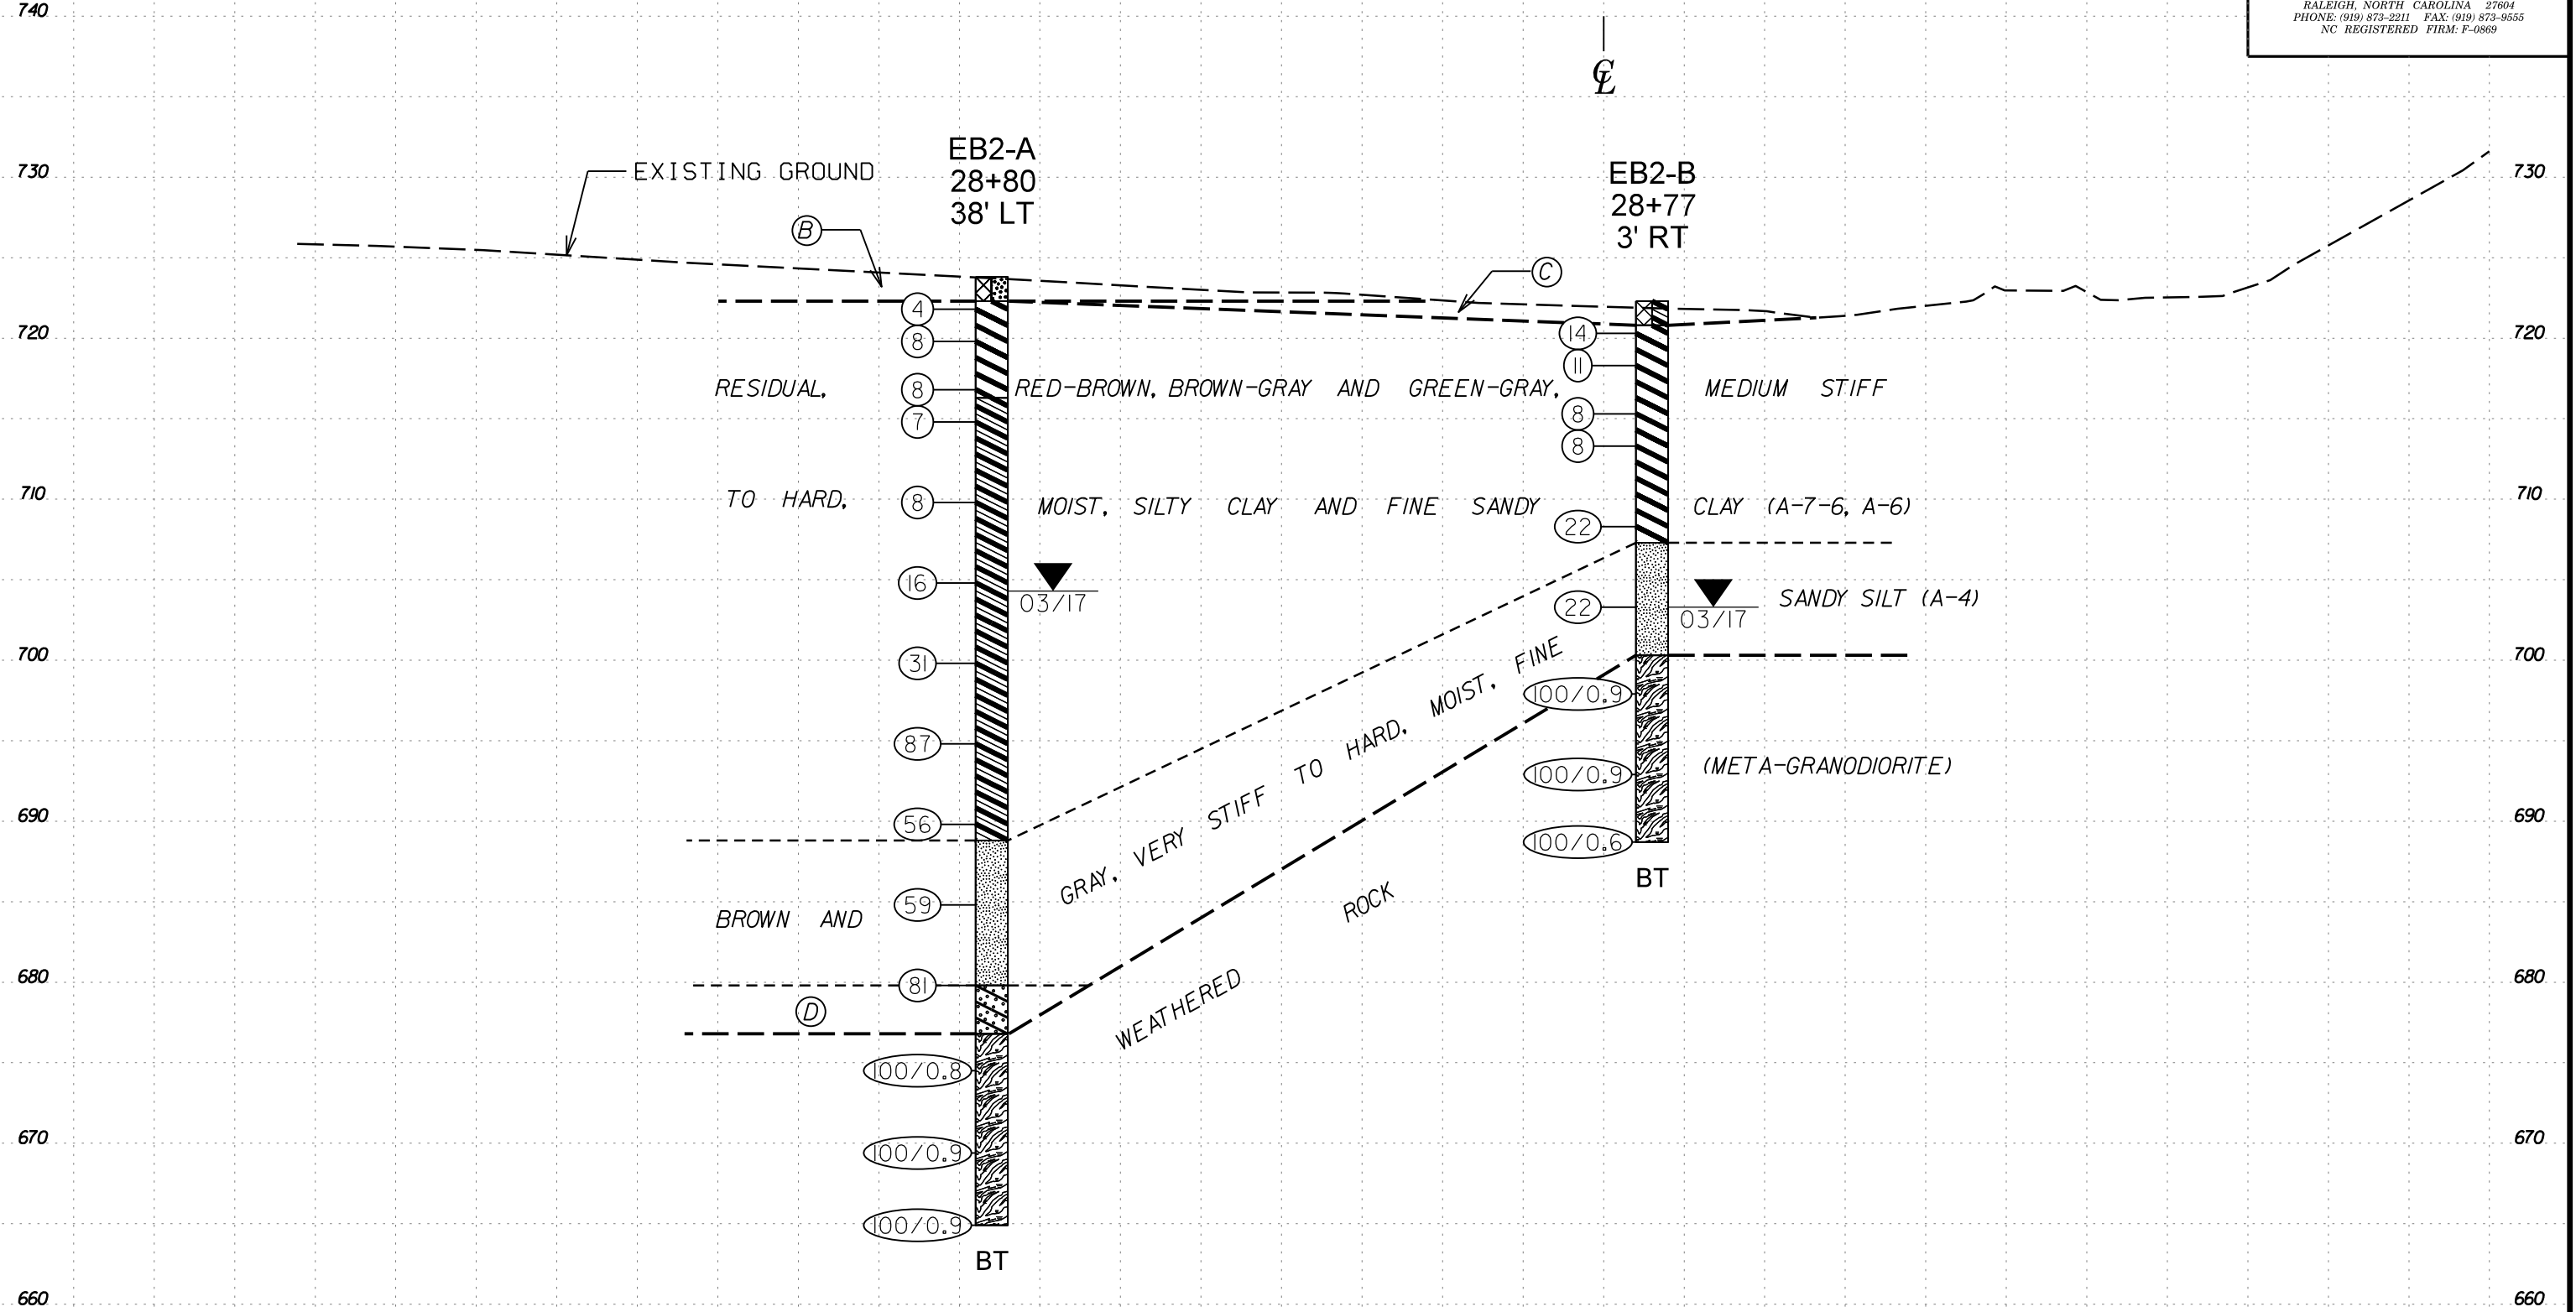 RALEIGH, NORTH CAROLINA 27604
PHONE: (919) 873-2211 FAX: (919) 873-9555
NC REGISTERED FIRM: F-0869
740
℄
EB2-A
28+80
38' LT
EB2-B
28+77
3' RT
730
EXISTING GROUND
730
B
C
4
14
720
8
720
11
RESIDUAL,
8
RED-BROWN, BROWN-GRAY AND GREEN-GRAY,
MEDIUM STIFF
7
8
8
710
TO HARD,
8
MOIST, SILTY CLAY AND FINE SANDY
CLAY (A-7-6, A-6)
710
22
16
03/17
22
03/17
SANDY SILT (A-4)
700
31
700
100/0.9
87
100/0.9
(META-GRANODIORITE)
690
56
100/0.6
690
BT
GRAY, VERY STIFF TO HARD, MOIST, FINE
59
BROWN AND
WEATHERED ROCK
680
81
680
D
100/0.8
670
100/0.9
670
100/0.9
BT
660
660